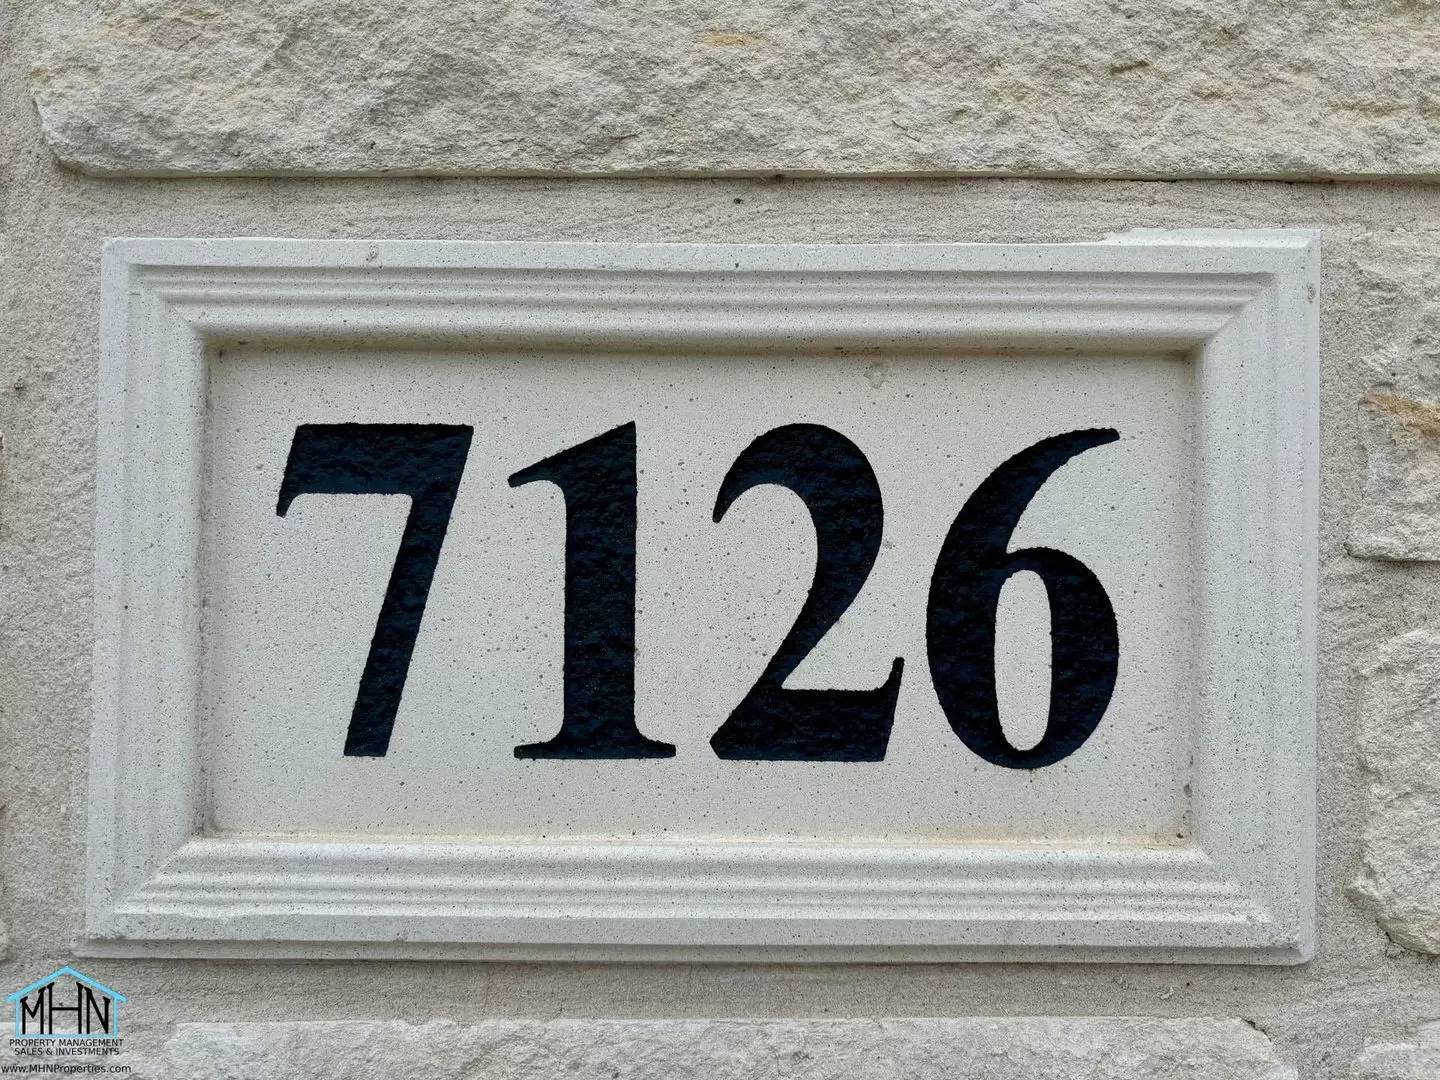 7126
MHN
PROPERTY MANAGEMENT
SALES & INVESTMENTS
www.MHNProperties.com